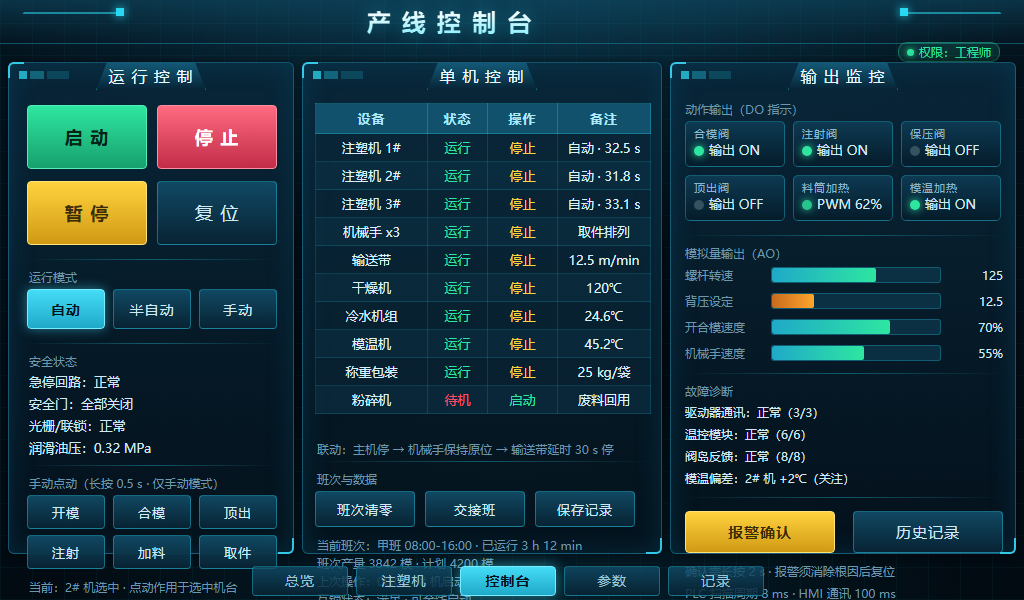 产线控制台
权限：工程师
运行控制
启动
停止
暂停
复位
运行模式
自动
半自动
手动
安全状态
急停回路：正常
安全门：全部关闭
光栅/联锁：正常
润滑油压：0.32 MPa
手动点动（长按 0.5 s · 仅手动模式）
开模
合模
顶出
注射
加料
取件
当前：2# 机选中 · 点动作用于选中机台
单机控制
设备 状态 操作 备注
注塑机 1# 运行 停止 自动 · 32.5 s
注塑机 2# 运行 停止 自动 · 31.8 s
注塑机 3# 运行 停止 自动 · 33.1 s
机械手 x3 运行 停止 取件排列
输送带 运行 停止 12.5 m/min
干燥机 运行 停止 120℃
冷水机组 运行 停止 24.6℃
模温机 运行 停止 45.2℃
称重包装 运行 停止 25 kg/袋
粉碎机 待机 启动 废料回用
联动：主机停 → 机械手保持原位 → 输送带延时 30 s 停
班次与数据
班次清零
交接班
保存记录
当前班次：甲班 08:00-16:00 · 已运行 3 h 12 min
班次产量 3842 模 · 计划 4200 模
输出监控
动作输出（DO 指示）
合模阀
输出 ON
注射阀
输出 ON
保压阀
输出 OFF
顶出阀
输出 OFF
料筒加热
PWM 62%
模温加热
输出 ON
模拟量输出（AO）
螺杆转速 125
背压设定 12.5
开合模速度 70%
机械手速度 55%
故障诊断
驱动器通讯：正常（3/3）
温控模块：正常（6/6）
阀岛反馈：正常（8/8）
模温偏差：2# 机 +2℃（关注）
报警确认
历史记录
2 s · 报警须消除根因后复位
8 ms · HMI 通讯 100 ms
总览
注塑机
控制台
参数
记录